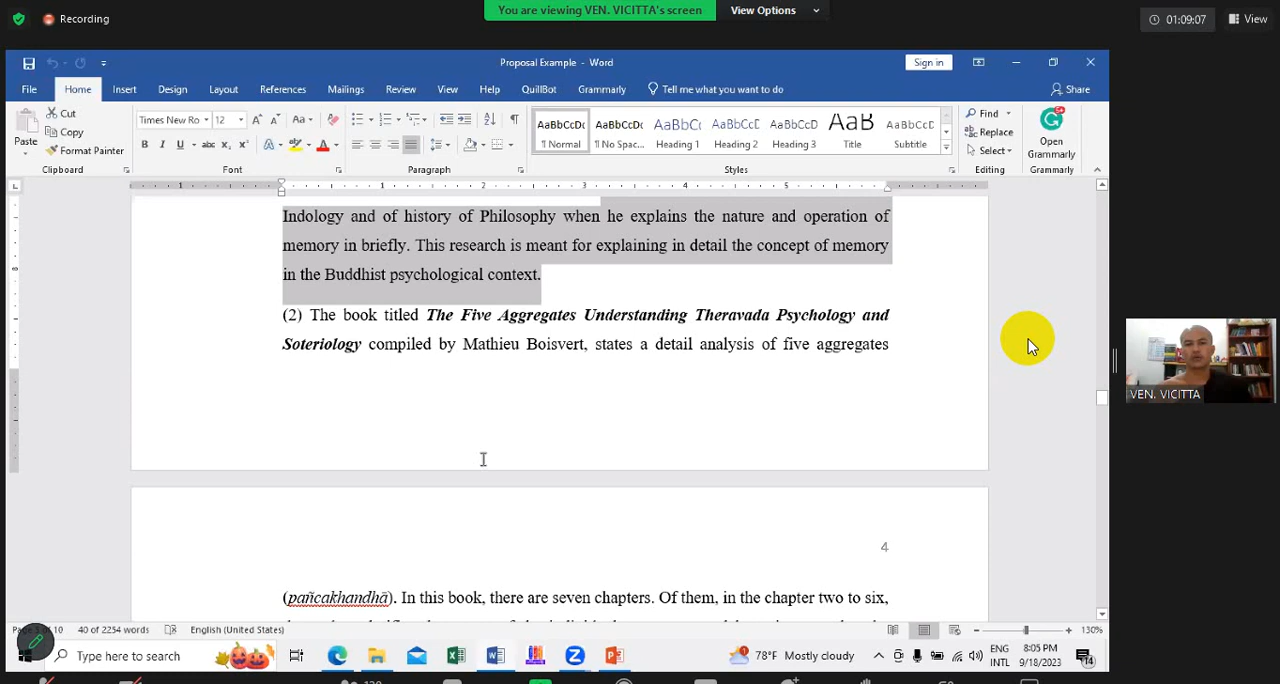 Recording
You are viewing VEN. VICITTA's screen
View Options
01:09:07
View
Proposal Example - Word
Sign in
File Home Insert Design Layout References Mailings Review View Help QuillBot Grammarly Tell me what you want to do Share
Paste
Cut
Copy
Format Painter
Clipboard
Times New Ro 12
Font
Paragraph
AaBbCcDc AaBbCcDc AaBbC AaBbCcD AaBbCcD AaB AaBbCcDc
¶ Normal ¶ No Spac... Heading 1 Heading 2 Heading 3 Title Subtitle
Styles
Find
Replace
Select
Editing
Open
Grammarly
Grammarly
Indology and of history of Philosophy when he explains the nature and operation of
memory in briefly. This research is meant for explaining in detail the concept of memory
in the Buddhist psychological context.
(2) The book titled The Five Aggregates Understanding Theravada Psychology and
Soteriology compiled by Mathieu Boisvert, states a detail analysis of five aggregates
4
(pañcakhandhā). In this book, there are seven chapters. Of them, in the chapter two to six,
VEN. VICITTA
of 10 40 of 2254 words English (United States) 130%
Type here to search
78°F Mostly cloudy
ENG
INTL
8:05 PM
9/18/2023
14